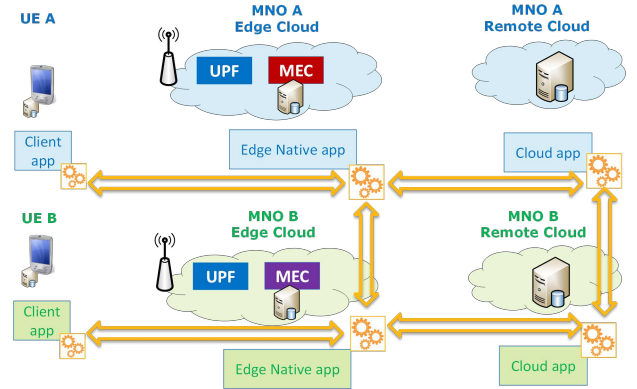 UE A
MNO A
Edge Cloud
MNO A
Remote Cloud
UPF
MEC
Client
app
Edge Native app
Cloud app
UE B
MNO B
Edge Cloud
MNO B
Remote Cloud
UPF
MEC
Client
app
Edge Native app
Cloud app